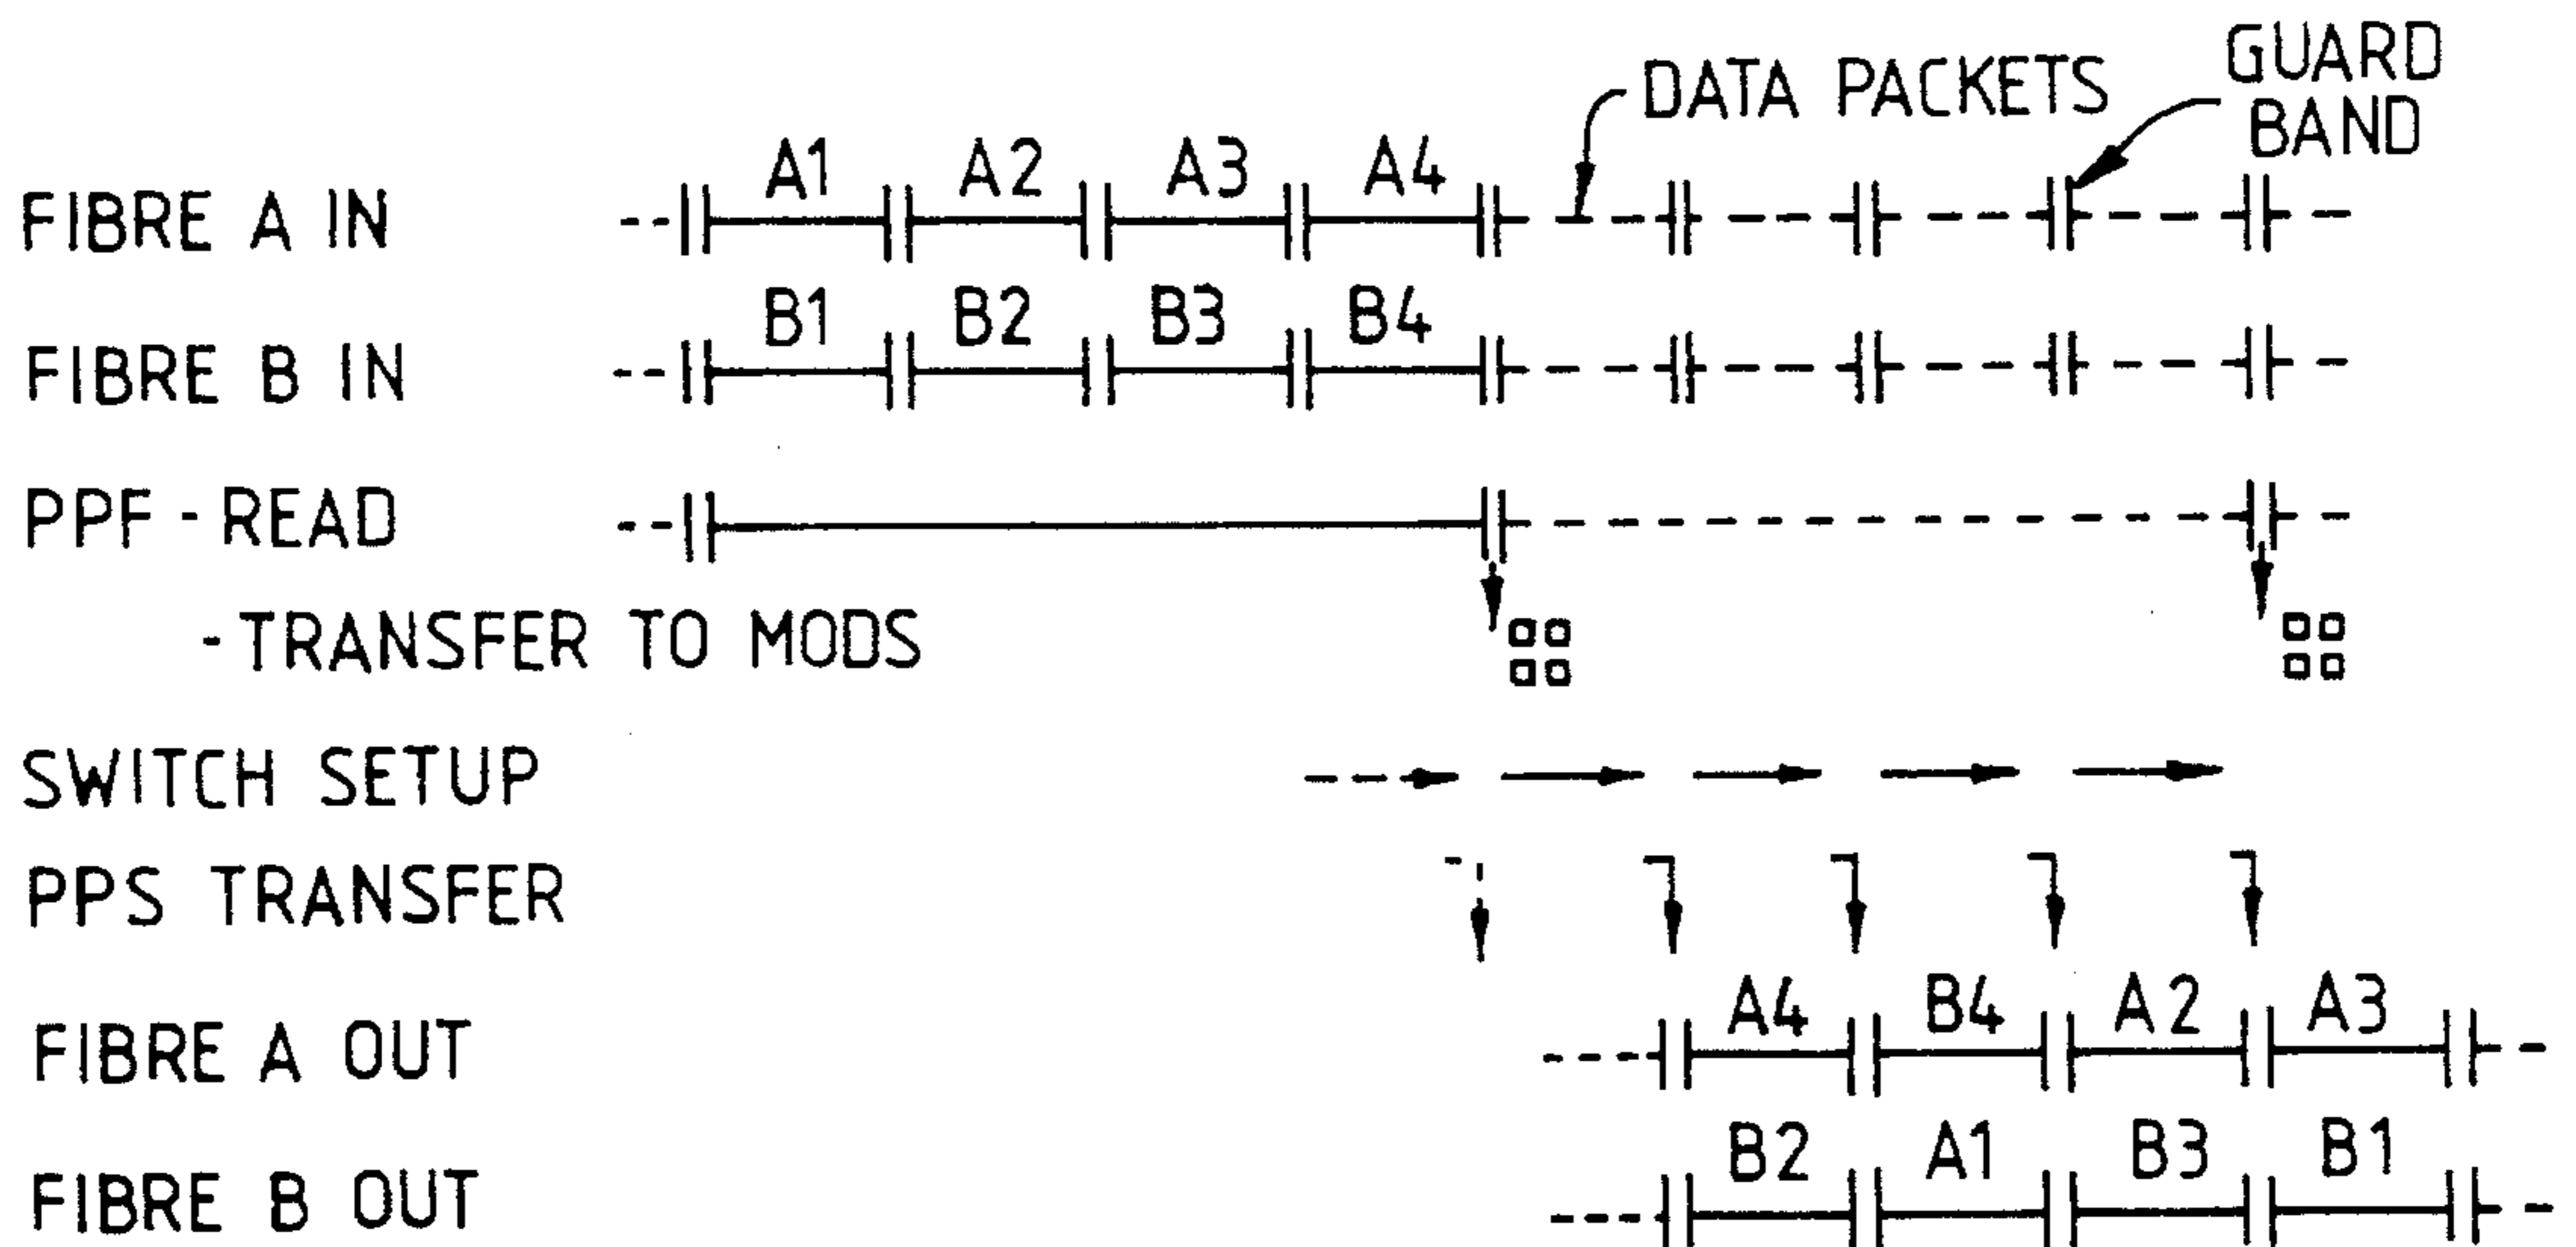 DATA PACKETS
GUARD
BAND
A1 A2 A3 A4
FIBRE A IN
B1 B2 B3 B4
FIBRE B IN
PPF - READ
- TRANSFER TO MODS
SWITCH SETUP
PPS TRANSFER
A4 B4 A2 A3
FIBRE A OUT
B2 A1 B3 B1
FIBRE B OUT